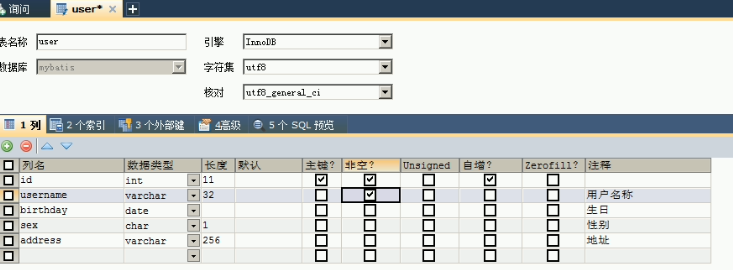 询问 user*
表名称 user 引擎 InnoDB
数据库 mybatis 字符集 utf8
核对 utf8_general_ci
1 列 2 个索引 3 个外部键 4高级 5 个 SQL 预览
列名 数据类型 长度 默认 主键? 非空? Unsigned 自增? Zerofill? 注释
id int 11
username varchar 32 用户名称
birthday date 生日
sex char 1 性别
address varchar 256 地址